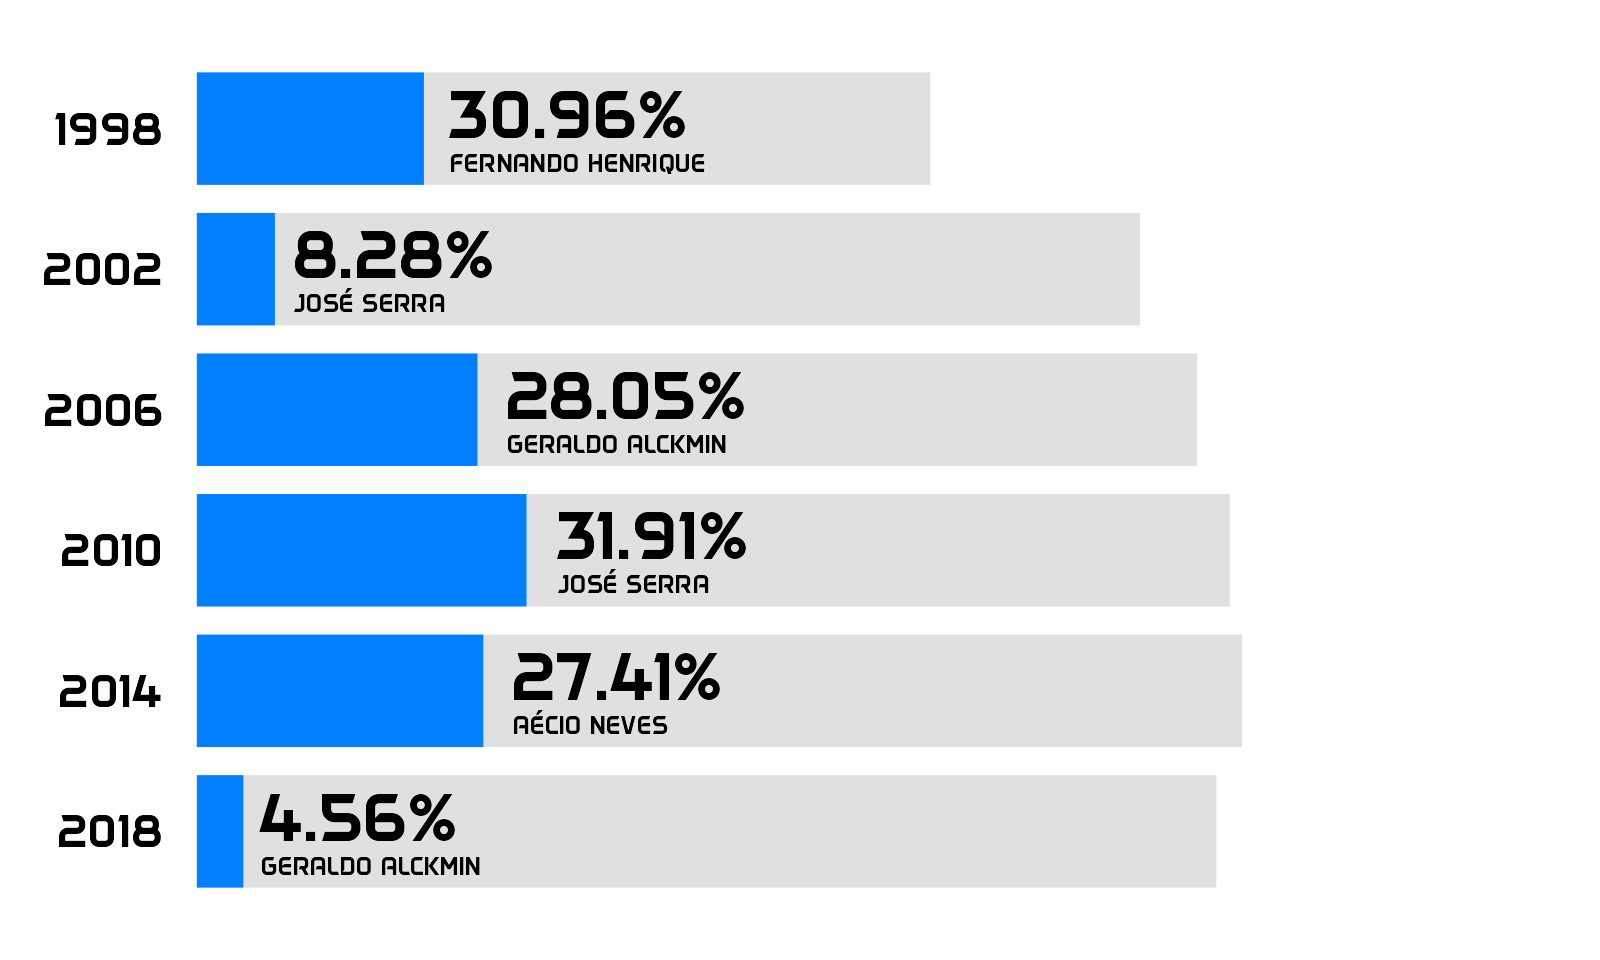 1998
30.96%
FERNANDO HENRIQUE
2002
8.28%
JOSÉ SERRA
2006
28.05%
GERALDO ALCKMIN
2010
31.91%
JOSÉ SERRA
2014
27.41%
AÉCIO NEVES
2018
4.56%
GERALDO ALCKMIN